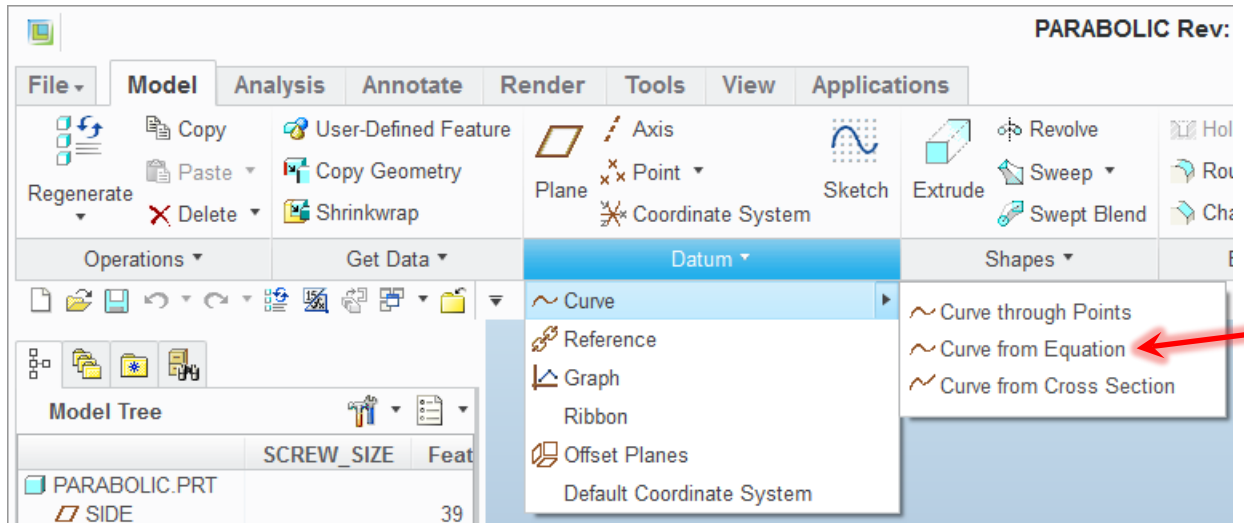 PARABOLIC Rev:
File Model Analysis Annotate Render Tools View Applications
Copy User-Defined Feature Axis Revolve Hol
Paste Copy Geometry Point Sweep Rou
Regenerate Plane Sketch Extrude
Delete Shrinkwrap Coordinate System Swept Blend Cha
Operations Get Data Datum Shapes
Curve
Curve through Points
Reference
Curve from Equation
Graph
Curve from Cross Section
Model Tree
Ribbon
SCREW_SIZE Feat
Offset Planes
PARABOLIC.PRT
Default Coordinate System
SIDE 39